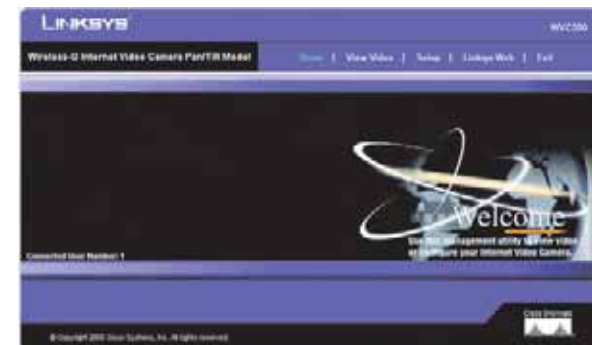 LINKSYS
WVC200
Wireless-G Internet Video Camera Pan/Tilt Model
Home | View Video | Setup | Linksys Web | Exit
Welcome
Use this management utility to view video
or configure your Internet Video Camera.
Connected User Number: 1
Cisco Systems
© Copyright 2005 Cisco Systems, Inc. All rights reserved.